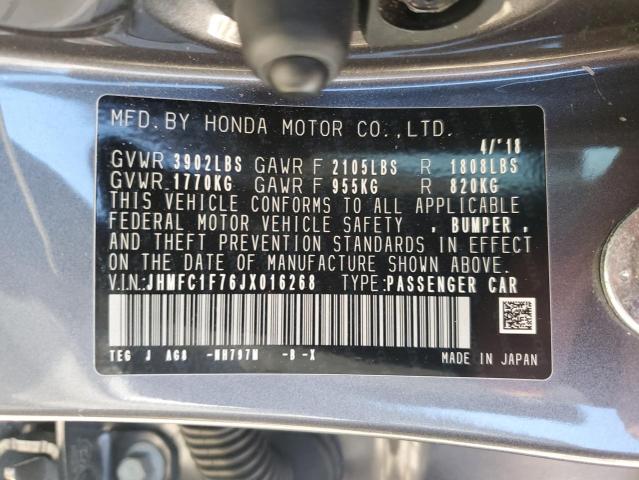 MFD. BY HONDA MOTOR CO.,LTD.
4/'18
GVWR 3902LBS GAWR F 2105LBS R 1808LBS
GVWR 1770KG GAWR F 955KG R 820KG
THIS VEHICLE CONFORMS TO ALL APPLICABLE
FEDERAL MOTOR VEHICLE SAFETY , BUMPER ,
AND THEFT PREVENTION STANDARDS IN EFFECT
ON THE DATE OF MANUFACTURE SHOWN ABOVE.
V.I.N: JHMFC1F76JX016268 TYPE: PASSENGER CAR
TEG J AG8 -NH797M -B -X
MADE IN JAPAN